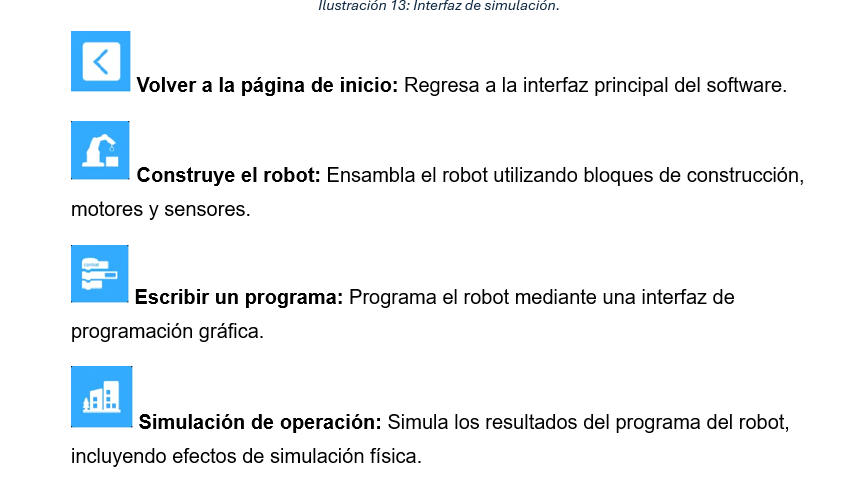 Ilustración 13: Interfaz de simulación.
Volver a la página de inicio: Regresa a la interfaz principal del software.
Construye el robot: Ensambla el robot utilizando bloques de construcción,
motores y sensores.
Escribir un programa: Programa el robot mediante una interfaz de
programación gráfica.
Simulación de operación: Simula los resultados del programa del robot,
incluyendo efectos de simulación física.